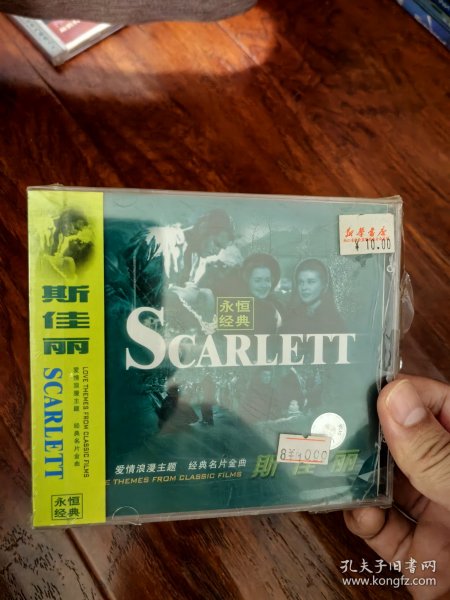 斯佳丽
SCARLETT
LOVE THEMES FROM CLASSIC FILMS
爱情浪漫主题 经典名片金曲
永恒
经典
新华书店
¥ 10.00
永恒
经典
SCARLETT
爱情浪漫主题 经典名片金曲
VE THEMES FROM CLASSIC FILMS
斯佳丽
孔夫子旧书网
www.kongfz.com